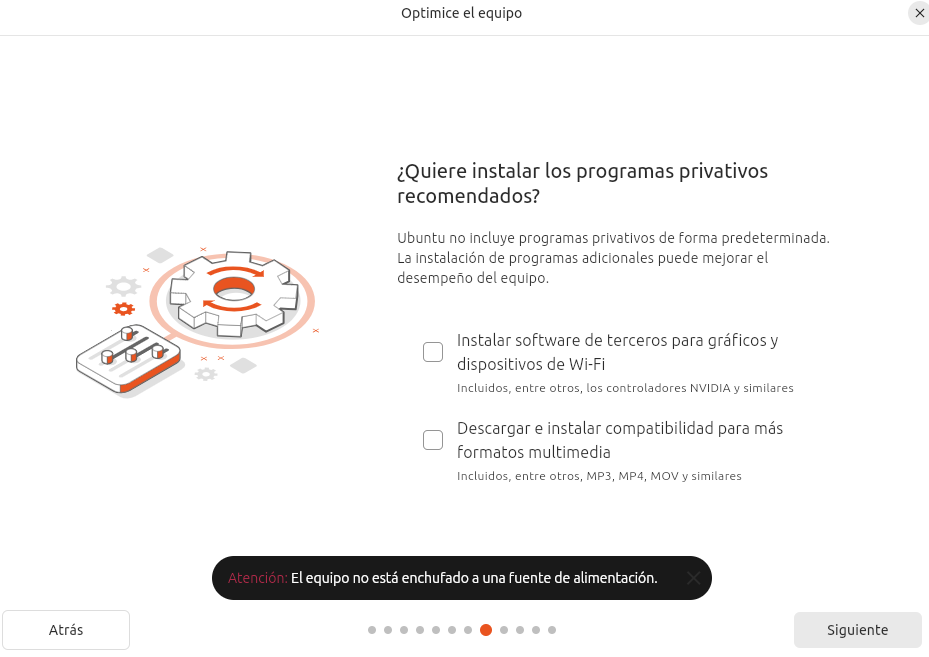 Optimice el equipo
¿Quiere instalar los programas privativos
recomendados?
Ubuntu no incluye programas privativos de forma predeterminada.
La instalación de programas adicionales puede mejorar el
desempeño del equipo.
Instalar software de terceros para gráficos y
dispositivos de Wi-Fi
Incluidos, entre otros, los controladores NVIDIA y similares
Descargar e instalar compatibilidad para más
formatos multimedia
Incluidos, entre otros, MP3, MP4, MOV y similares
Atención: El equipo no está enchufado a una fuente de alimentación.
Atrás
Siguiente